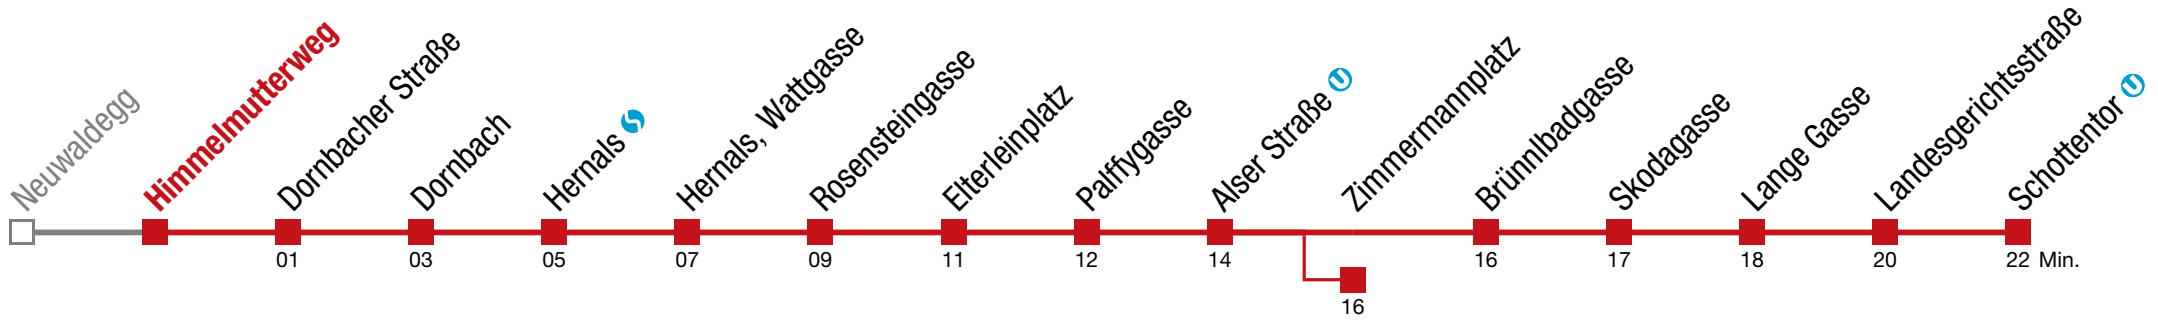 Neuwaldegg
Himmelmutterweg
Dornbacher Straße
Dornbach
Hernals S
Hernals, Wattgasse
Rosensteingasse
Elterleinplatz
Palffygasse
Alser Straße U
Zimmermannplatz
Brünnlbadgasse
Skodagasse
Lange Gasse
Landesgerichtsstraße
Schottentor U
01 03 05 07 09 11 12 14 16 17 18 20 22 Min.
16